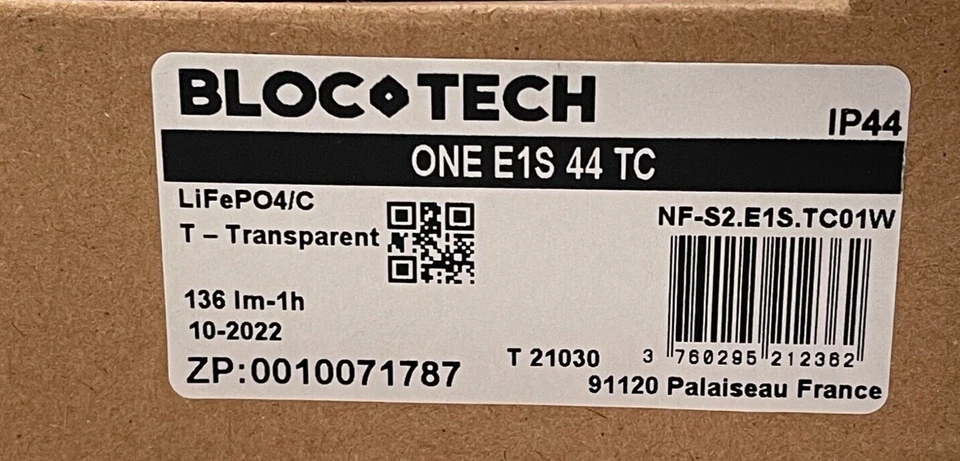 BLOCTECH
IP44
ONE E1S 44 TC
LiFePO4/C
NF-S2.E1S.TC01W
T – Transparent
136 lm-1h
10-2022
ZP:0010071787
T 21030
3 760295 212362
91120 Palaiseau France